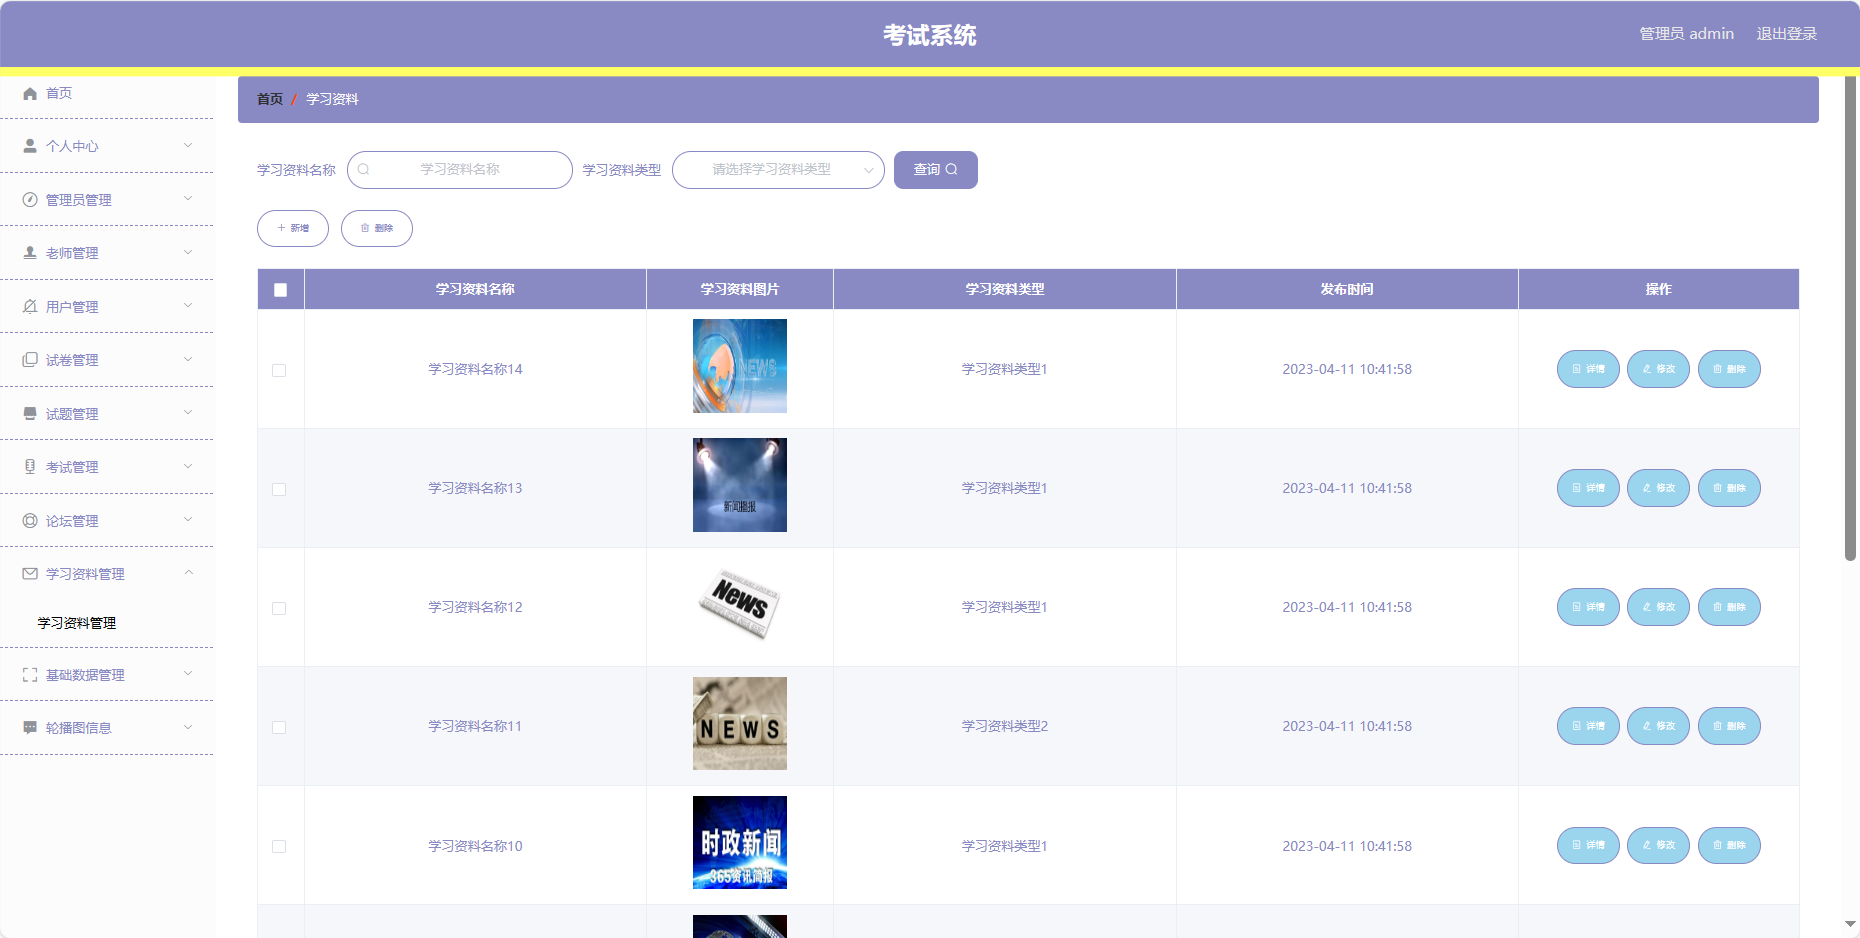 考试系统
管理员 admin 退出登录
首页
个人中心
管理员管理
老师管理
用户管理
试卷管理
试题管理
考试管理
论坛管理
学习资料管理
学习资料管理
基础数据管理
轮播图信息
首页 / 学习资料
学习资料名称 学习资料名称 学习资料类型 请选择学习资料类型 查询
新增 删除
学习资料名称 学习资料图片 学习资料类型 发布时间 操作
学习资料名称14 NEWS 学习资料类型1 2023-04-11 10:41:58 详情 修改 删除
学习资料名称13 新闻播报 学习资料类型1 2023-04-11 10:41:58 详情 修改 删除
学习资料名称12 News 学习资料类型1 2023-04-11 10:41:58 详情 修改 删除
学习资料名称11 NEWS 学习资料类型2 2023-04-11 10:41:58 详情 修改 删除
学习资料名称10 时政新闻 365资讯简报 学习资料类型1 2023-04-11 10:41:58 详情 修改 删除